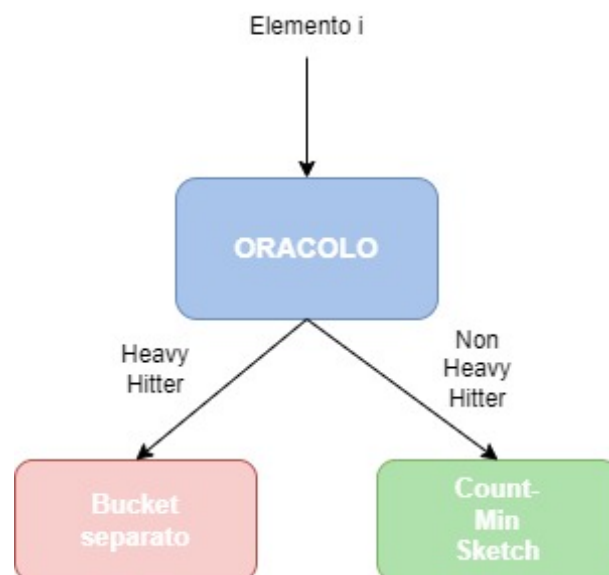 Elemento i
ORACOLO
Heavy
Hitter
Non
Heavy
Hitter
Bucket
separato
Count-
Min
Sketch